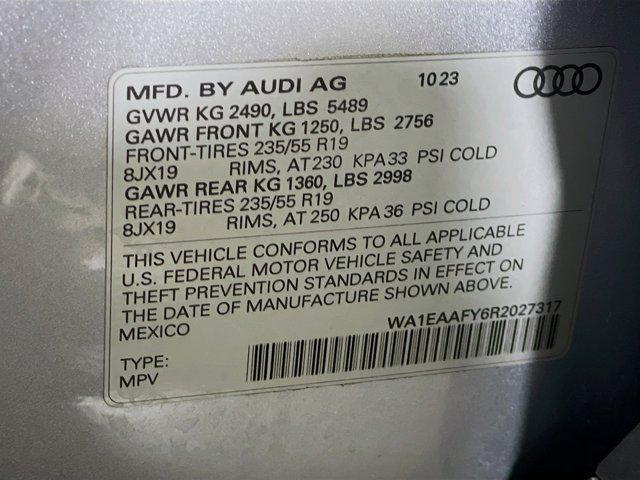 MFD. BY AUDI AG 10 23
GVWR KG 2490, LBS 5489
GAWR FRONT KG 1250, LBS 2756
FRONT-TIRES 235/55 R19
8JX19 RIMS, AT 230 KPA 33 PSI COLD
GAWR REAR KG 1360, LBS 2998
REAR-TIRES 235/55 R19
8JX19 RIMS, AT 250 KPA 36 PSI COLD
THIS VEHICLE CONFORMS TO ALL APPLICABLE
U.S. FEDERAL MOTOR VEHICLE SAFETY AND
THEFT PREVENTION STANDARDS IN EFFECT ON
THE DATE OF MANUFACTURE SHOWN ABOVE.
MEXICO
WA1EAAFY6R2027317
TYPE:
MPV